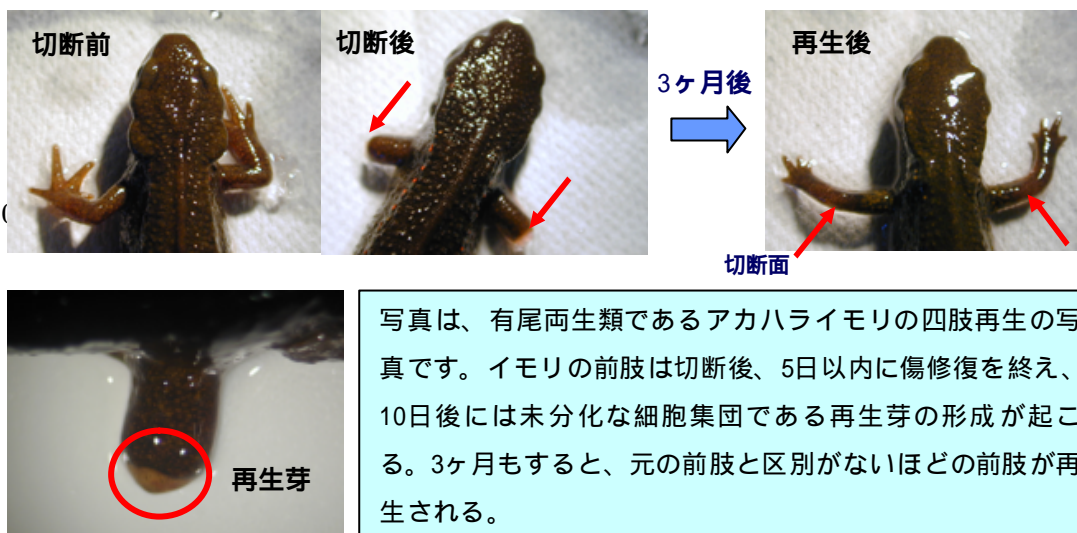 切断前
切断後
3ヶ月後
再生後
切断面
再生芽
写真は、有尾両生類であるアカハライモリの四肢再生の写
真です。イモリの前肢は切断後、5日以内に傷修復を終え、
10日後には未分化な細胞集団である再生芽の形成が起こ
る。3ヶ月もすると、元の前肢と区別がないほどの前肢が再
生される。